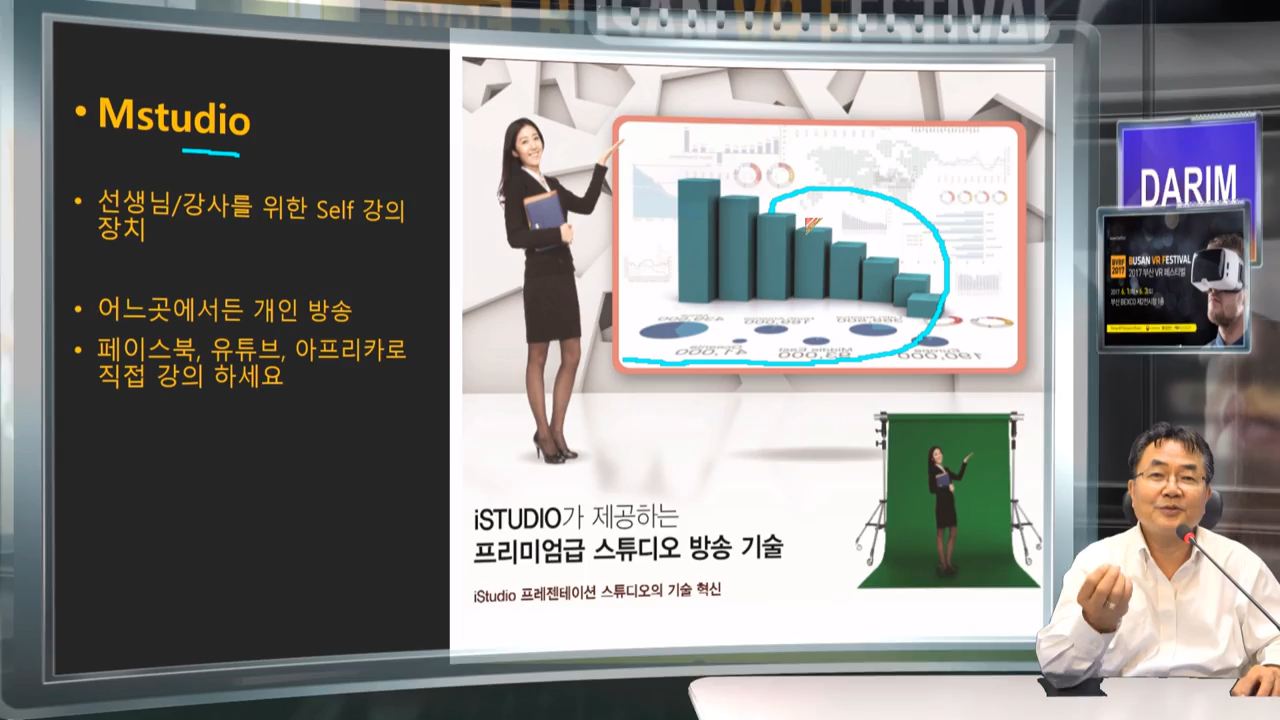 BUSAN VR FESTIVAL
• Mstudio
• 선생님/강사를 위한 Self 강의
장치
• 어느곳에서든 개인 방송
• 페이스북, 유튜브, 아프리카로
직접 강의 하세요
iSTUDIO가 제공하는
프리미엄급 스튜디오 방송 기술
iStudio 프레젠테이션 스튜디오의 기술 혁신
DARIM
BVRF
2017
BUSAN VR FESTIVAL
2017 부산 VR 페스티벌